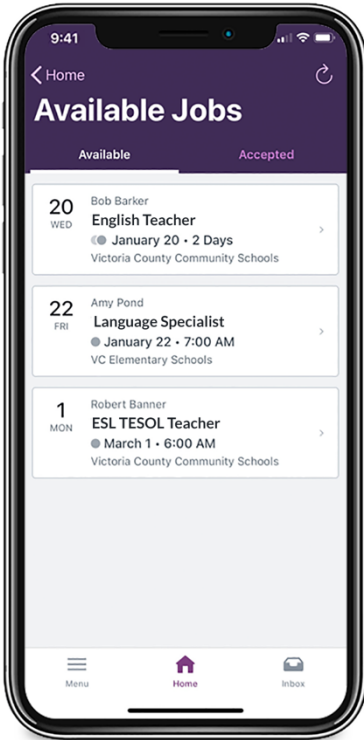 9:41
Home
Available Jobs
Available Accepted
20
WED
Bob Barker
English Teacher
January 20 • 2 Days
Victoria County Community Schools
22
FRI
Amy Pond
Language Specialist
January 22 • 7:00 AM
VC Elementary Schools
1
MON
Robert Banner
ESL TESOL Teacher
March 1 • 6:00 AM
Victoria County Community Schools
Menu Home Inbox